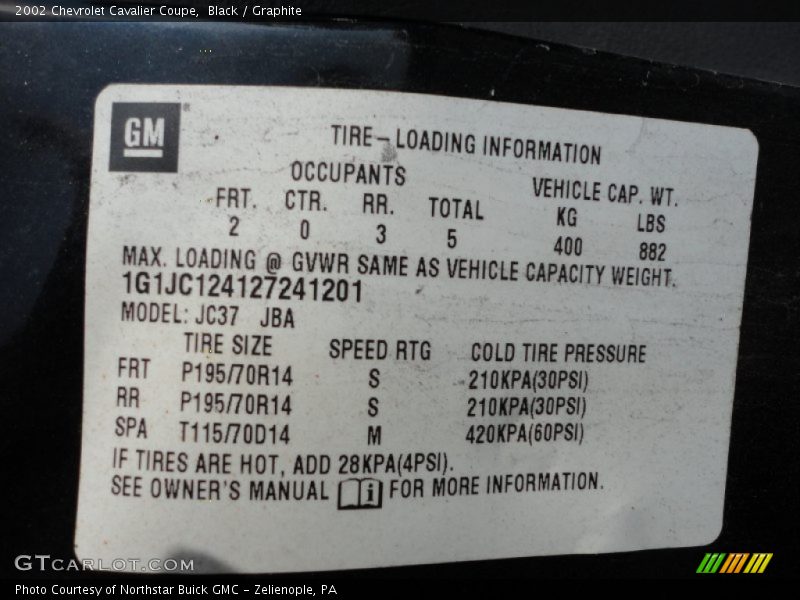 2002 Chevrolet Cavalier Coupe,  Black / Graphite
GM®
TIRE-LOADING INFORMATION
OCCUPANTS VEHICLE CAP. WT.
FRT. CTR. RR. TOTAL KG LBS
2 0 3 5 400 882
MAX. LOADING @ GVWR SAME AS VEHICLE CAPACITY WEIGHT.
1G1JC124127241201
MODEL: JC37 JBA
TIRE SIZE SPEED RTG COLD TIRE PRESSURE
FRT P195/70R14 S 210KPA(30PSI)
RR P195/70R14 S 210KPA(30PSI)
SPA T115/70D14 M 420KPA(60PSI)
IF TIRES ARE HOT, ADD 28KPA(4PSI).
SEE OWNER'S MANUAL i FOR MORE INFORMATION.
GTCARLOT.COM
Photo Courtesy of Northstar Buick GMC - Zelienople, PA